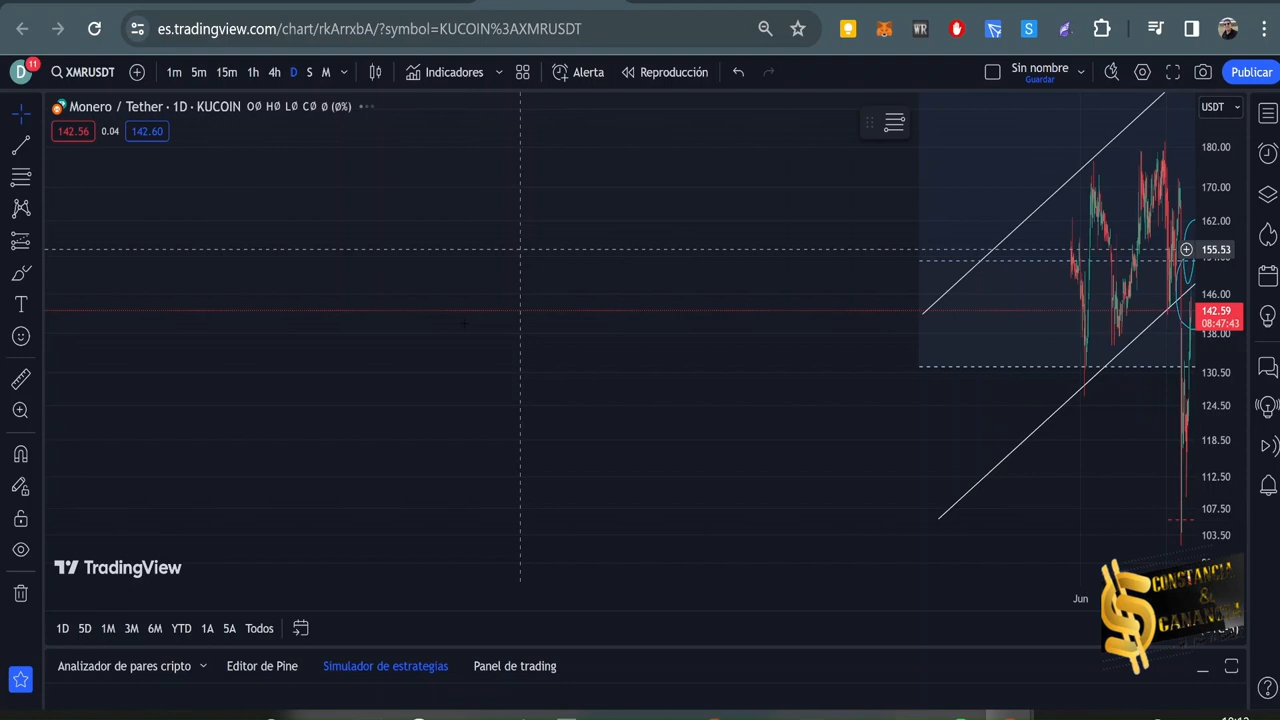 es.tradingview.com/chart/rkArrxbA/?symbol=KUCOIN%3AXMRUSDT
WR
S
D
11
XMRUSDT
1m 5m 15m 1h 4h D S M
Indicadores
Alerta
Reproducción
Sin nombre
Guardar
Publicar
Monero / Tether · 1D · KUCOIN O∅ H∅ L∅ C∅ ∅ (∅%)
142.56
0.04
142.60
USDT
180.00
170.00
162.00
155.53
146.00
142.59
08:47:43
138.00
130.50
124.50
118.50
112.50
107.50
103.50
TradingView
Jun
CONSTANCIA
&
1D 5D 1M 3M 6M YTD 1A 5A Todos
Analizador de pares cripto
Editor de Pine
Simulador de estrategias
Panel de trading